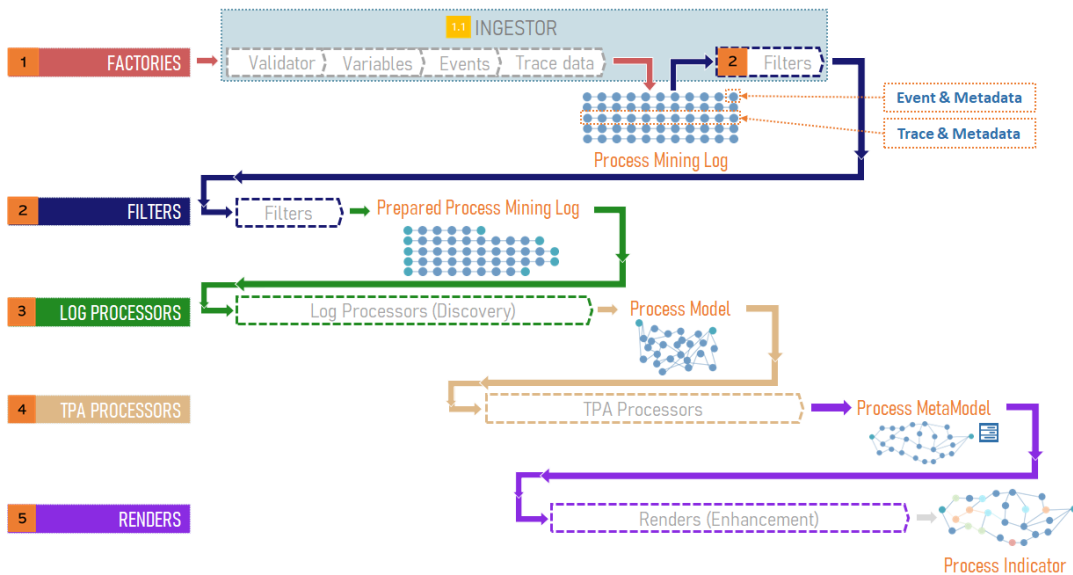 1.1 INGESTOR
1 FACTORIES
Validator Variables Events Trace data
2 Filters
Event & Metadata
Trace & Metadata
Process Mining Log
2 FILTERS
Filters
Prepared Process Mining Log
3 LOG PROCESSORS
Log Processors (Discovery)
Process Model
4 TPA PROCESSORS
TPA Processors
Process MetaModel
5 RENDERS
Renders (Enhancement)
Process Indicator